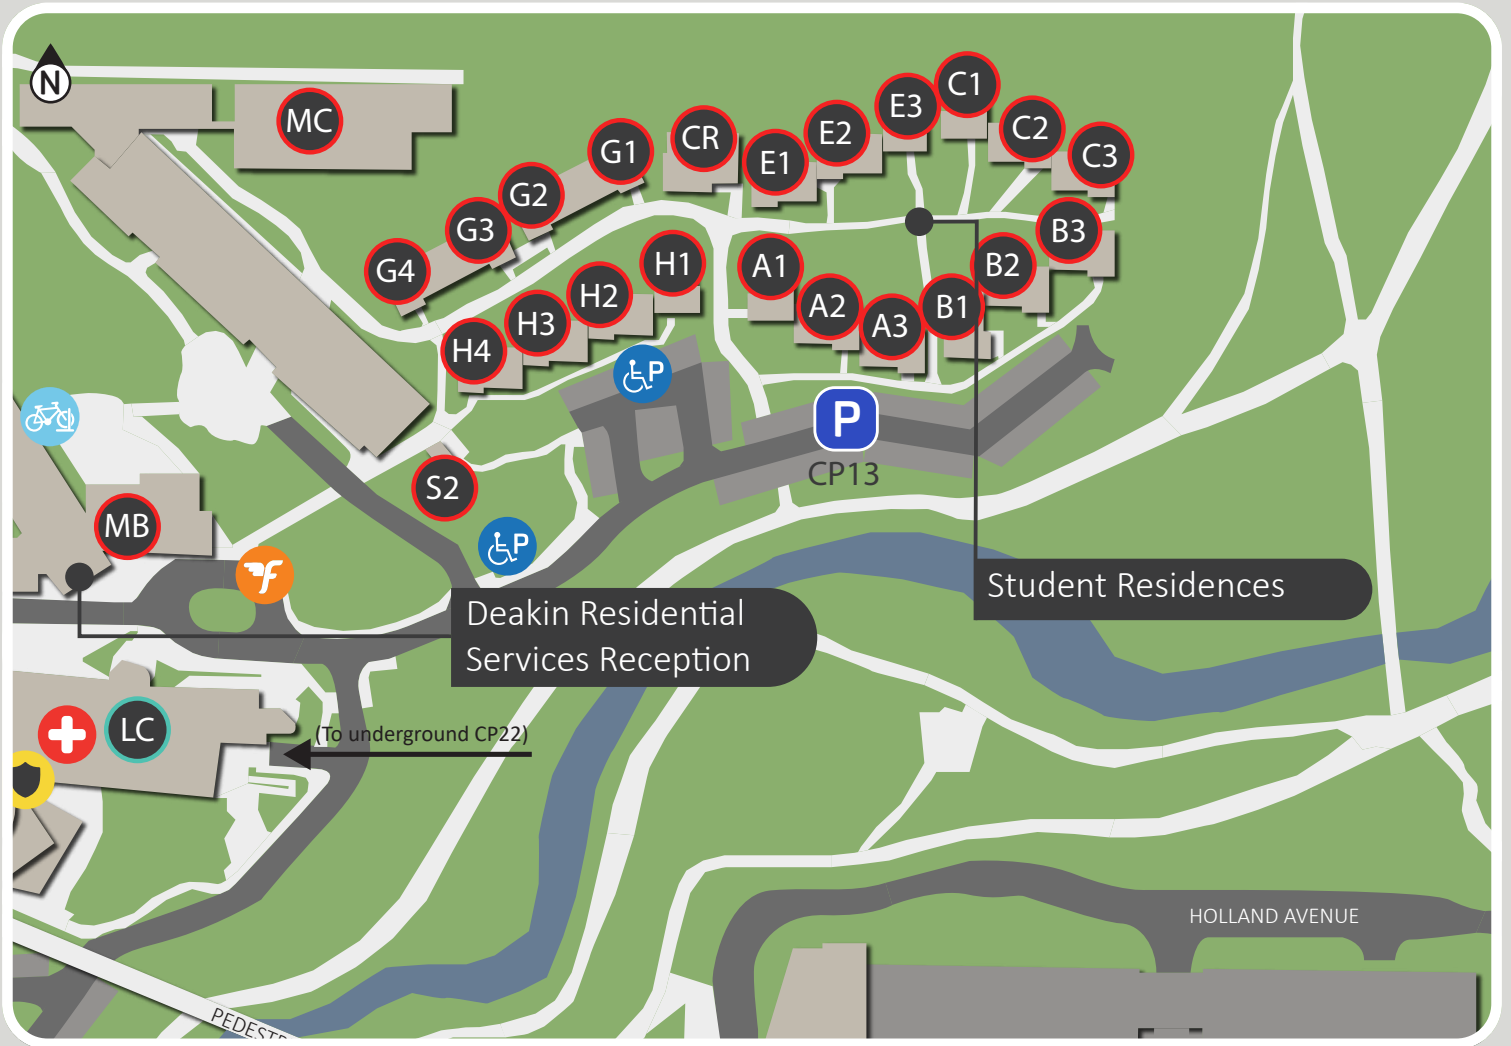 N
MC
C1
E3
C2
E2
CR
G1
E1
C3
G2
G3
B3
G4
H1
A1
B2
H2
A2
B1
H3
A3
H4
P
P
CP13
S2
MB
P
f
Student Residences
Deakin Residential
Services Reception
LC
(To underground CP22)
HOLLAND AVENUE